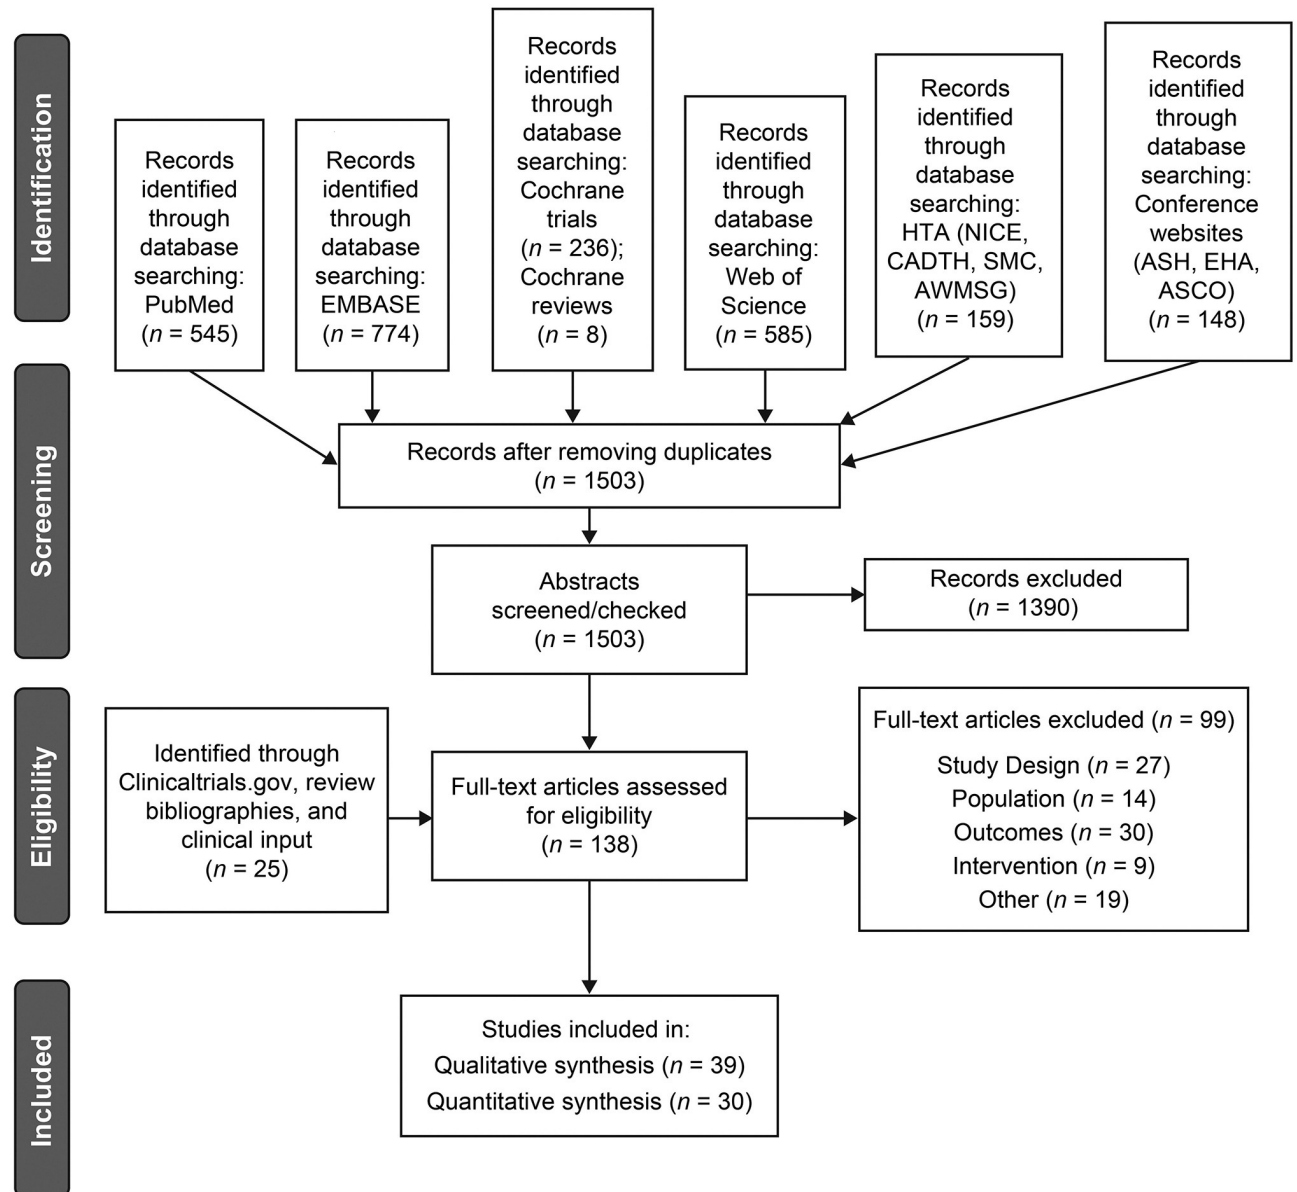 Identification
Records
identified
through
database
searching:
PubMed
(n = 545)
Records
identified
through
database
searching:
EMBASE
(n = 774)
Records
identified
through
database
searching:
Cochrane
trials
(n = 236);
Cochrane
reviews
(n = 8)
Records
identified
through
database
searching:
Web of
Science
(n = 585)
Records
identified
through
database
searching:
HTA (NICE,
CADTH, SMC,
AWMSG)
(n = 159)
Records
identified
through
database
searching:
Conference
websites
(ASH, EHA,
ASCO)
(n = 148)
Screening
Records after removing duplicates
(n = 1503)
Abstracts
screened/checked
(n = 1503)
Records excluded
(n = 1390)
Eligibility
Identified through
Clinicaltrials.gov, review
bibliographies, and
clinical input
(n = 25)
Full-text articles assessed
for eligibility
(n = 138)
Full-text articles excluded (n = 99)
Study Design (n = 27)
Population (n = 14)
Outcomes (n = 30)
Intervention (n = 9)
Other (n = 19)
Included
Studies included in:
Qualitative synthesis (n = 39)
Quantitative synthesis (n = 30)